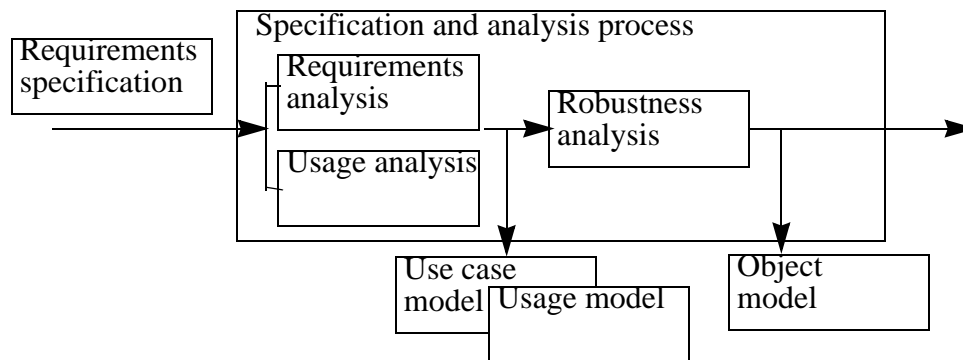 Specification and analysis process
Requirements
specification
Requirements
analysis
Robustness
analysis
Usage analysis
Use case
model
Usage model
Object
model